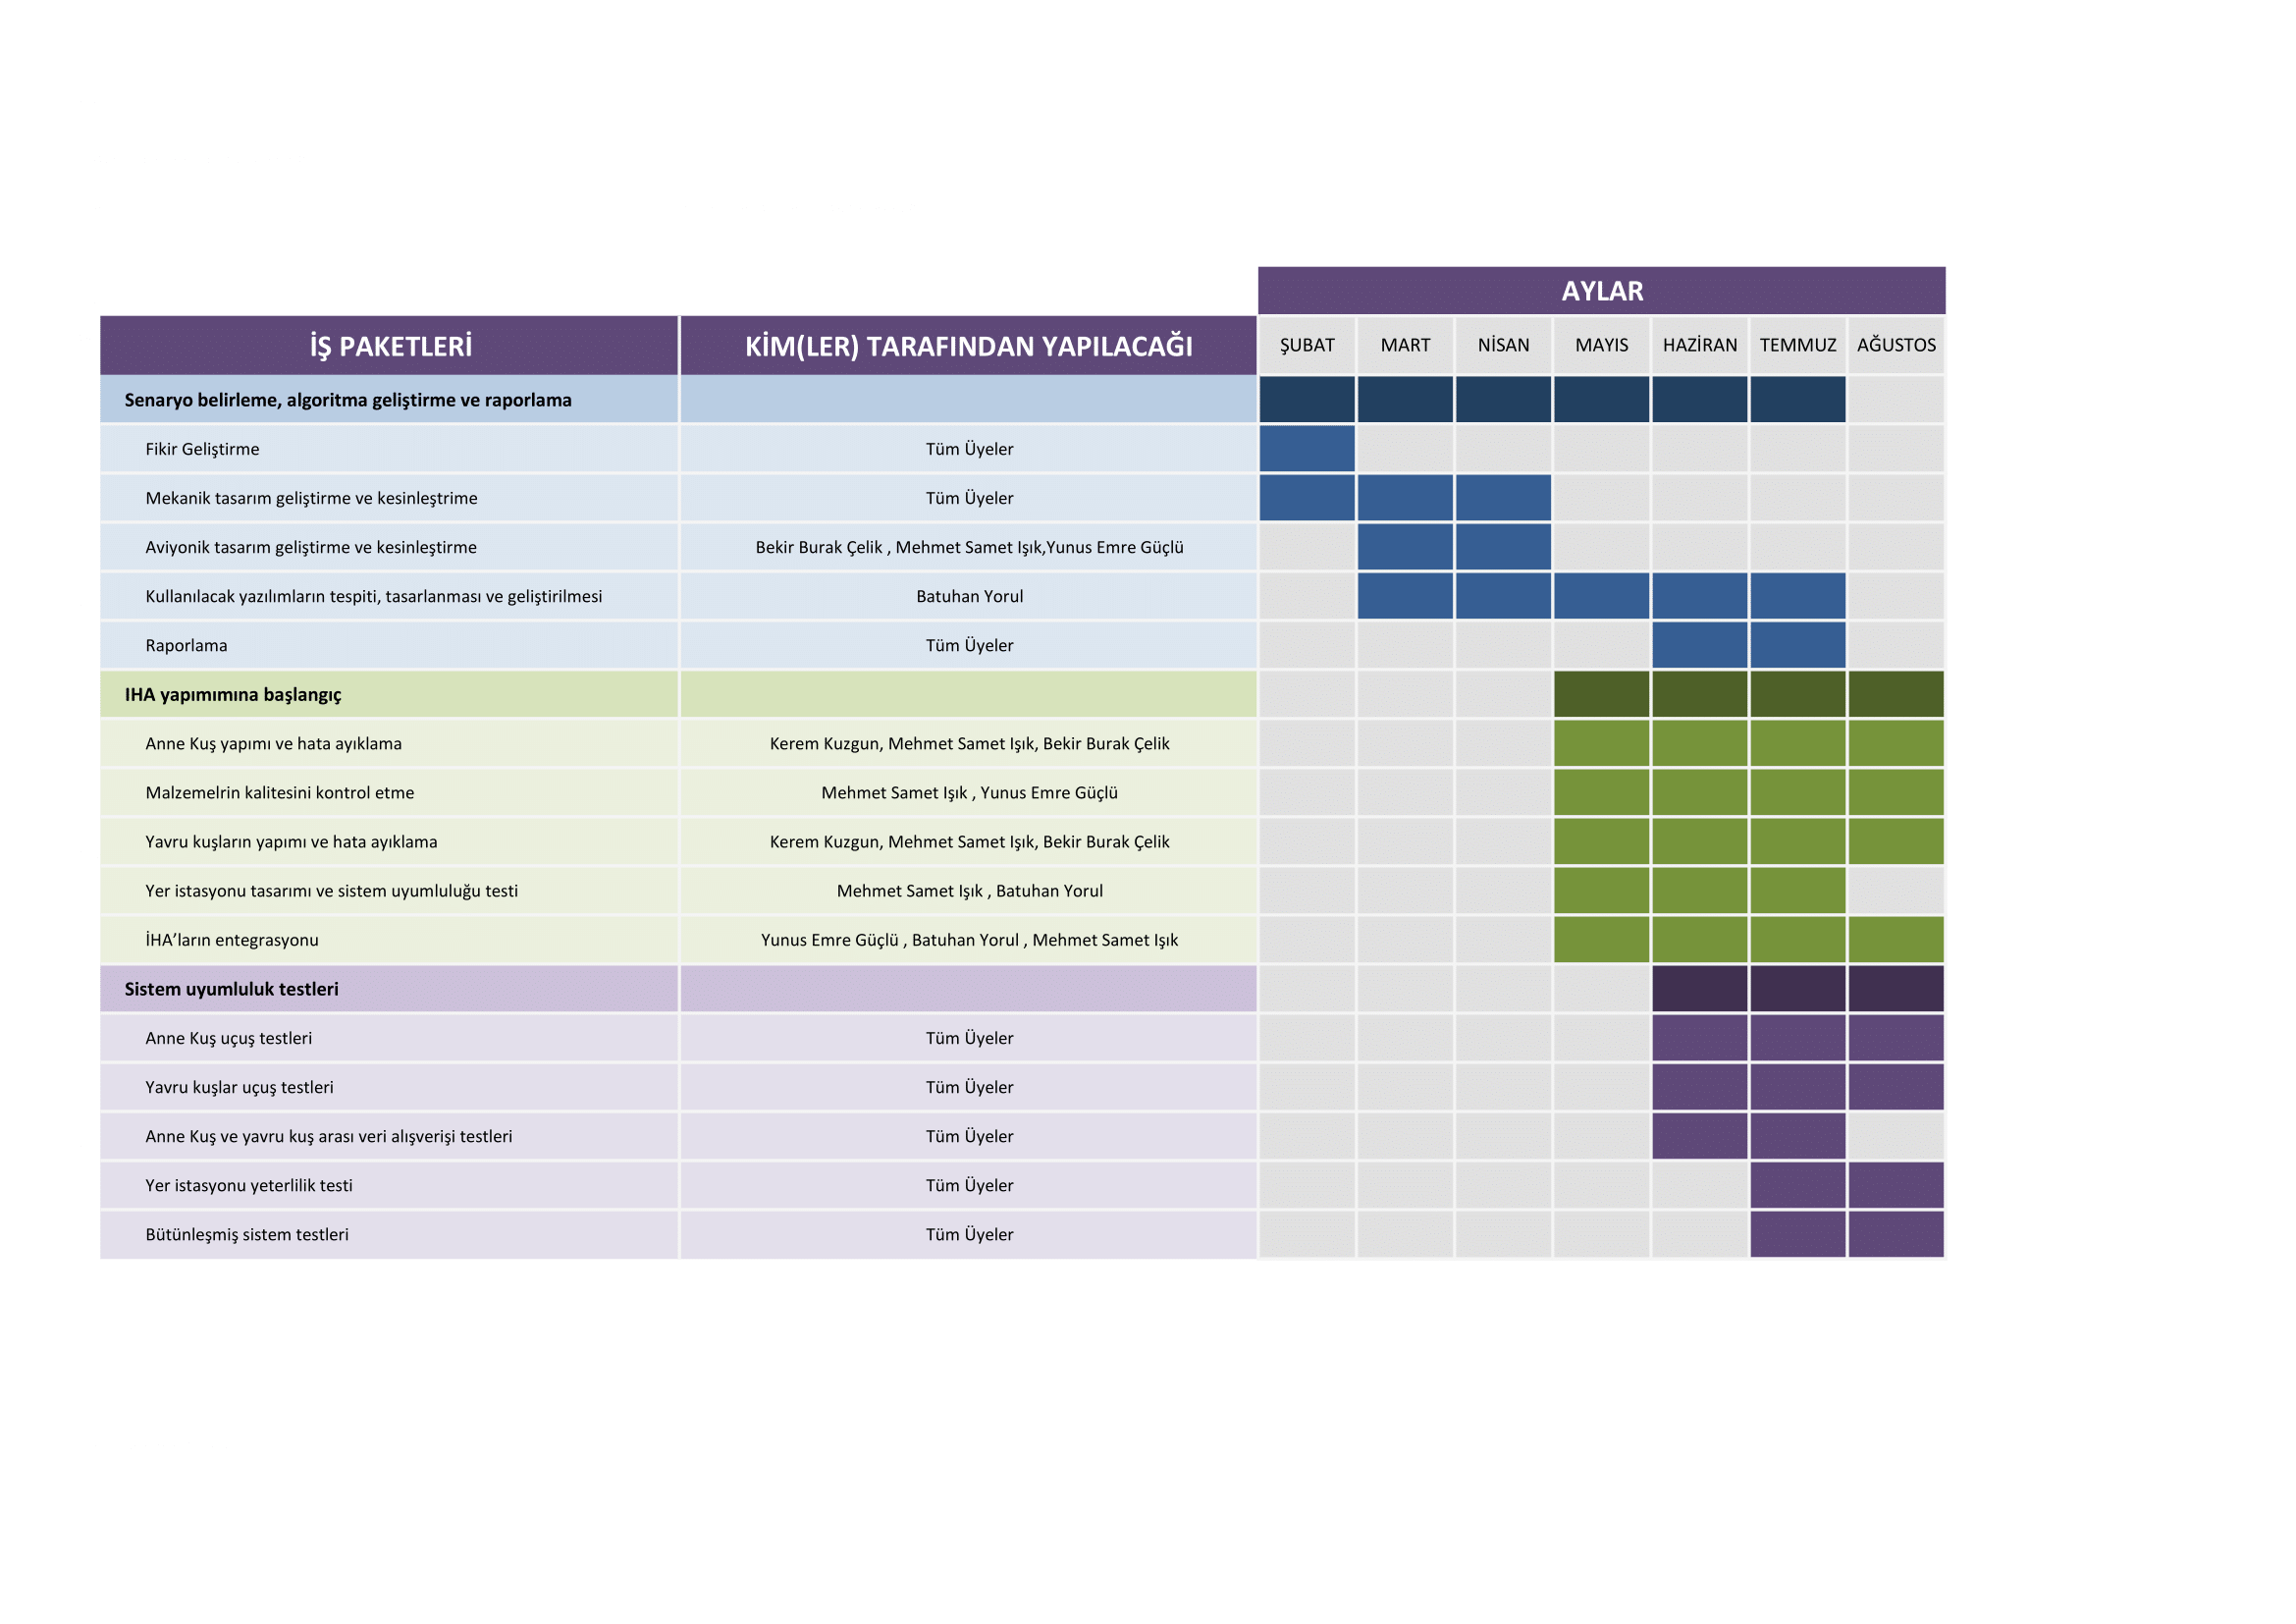 AYLAR
İŞ PAKETLERİ KİM(LER) TARAFINDAN YAPILACAĞI ŞUBAT MART NİSAN MAYIS HAZİRAN TEMMUZ AĞUSTOS
Senaryo belirleme, algoritma geliştirme ve raporlama
Fikir Geliştirme Tüm Üyeler
Mekanik tasarım geliştirme ve kesinleştrime Tüm Üyeler
Aviyonik tasarım geliştirme ve kesinleştirme Bekir Burak Çelik , Mehmet Samet Işık,Yunus Emre Güçlü
Kullanılacak yazılımların tespiti, tasarlanması ve geliştirilmesi Batuhan Yorul
Raporlama Tüm Üyeler
IHA yapımımına başlangıç
Anne Kuş yapımı ve hata ayıklama Kerem Kuzgun, Mehmet Samet Işık, Bekir Burak Çelik
Malzemelrin kalitesini kontrol etme Mehmet Samet Işık , Yunus Emre Güçlü
Yavru kuşların yapımı ve hata ayıklama Kerem Kuzgun, Mehmet Samet Işık, Bekir Burak Çelik
Yer istasyonu tasarımı ve sistem uyumluluğu testi Mehmet Samet Işık , Batuhan Yorul
İHA’ların entegrasyonu Yunus Emre Güçlü , Batuhan Yorul , Mehmet Samet Işık
Sistem uyumluluk testleri
Anne Kuş uçuş testleri Tüm Üyeler
Yavru kuşlar uçuş testleri Tüm Üyeler
Anne Kuş ve yavru kuş arası veri alışverişi testleri Tüm Üyeler
Yer istasyonu yeterlilik testi Tüm Üyeler
Bütünleşmiş sistem testleri Tüm Üyeler